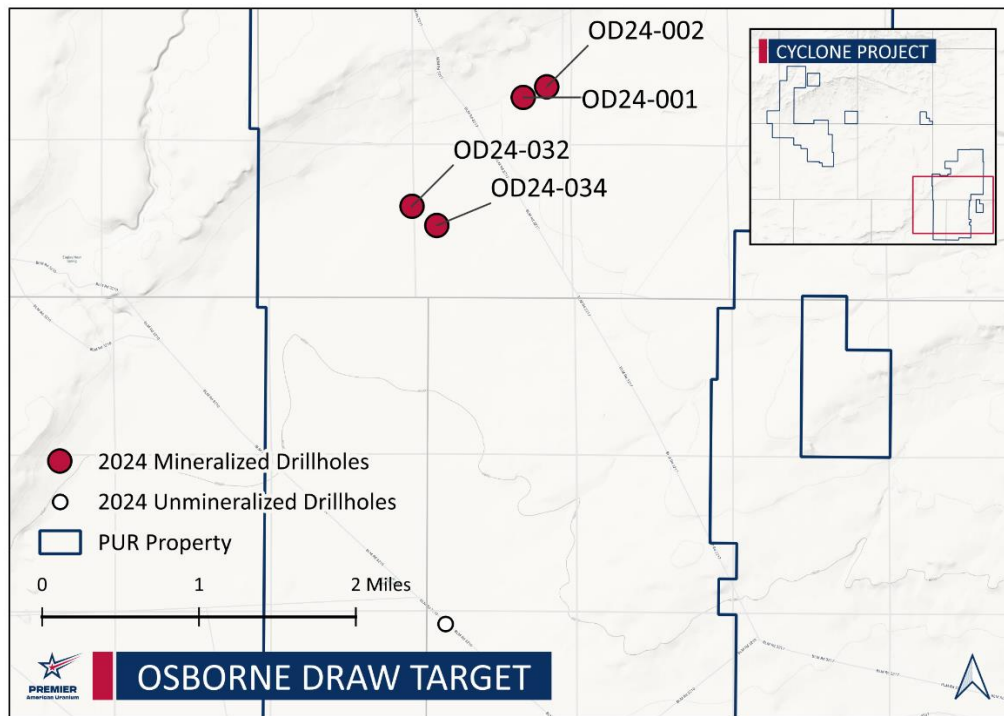 OD24-002
CYCLONE PROJECT
OD24-001
OD24-032
OD24-034
2024 Mineralized Drillholes
2024 Unmineralized Drillholes
PUR Property
0 1 2 Miles
PREMIER
American Uranium
OSBORNE DRAW TARGET